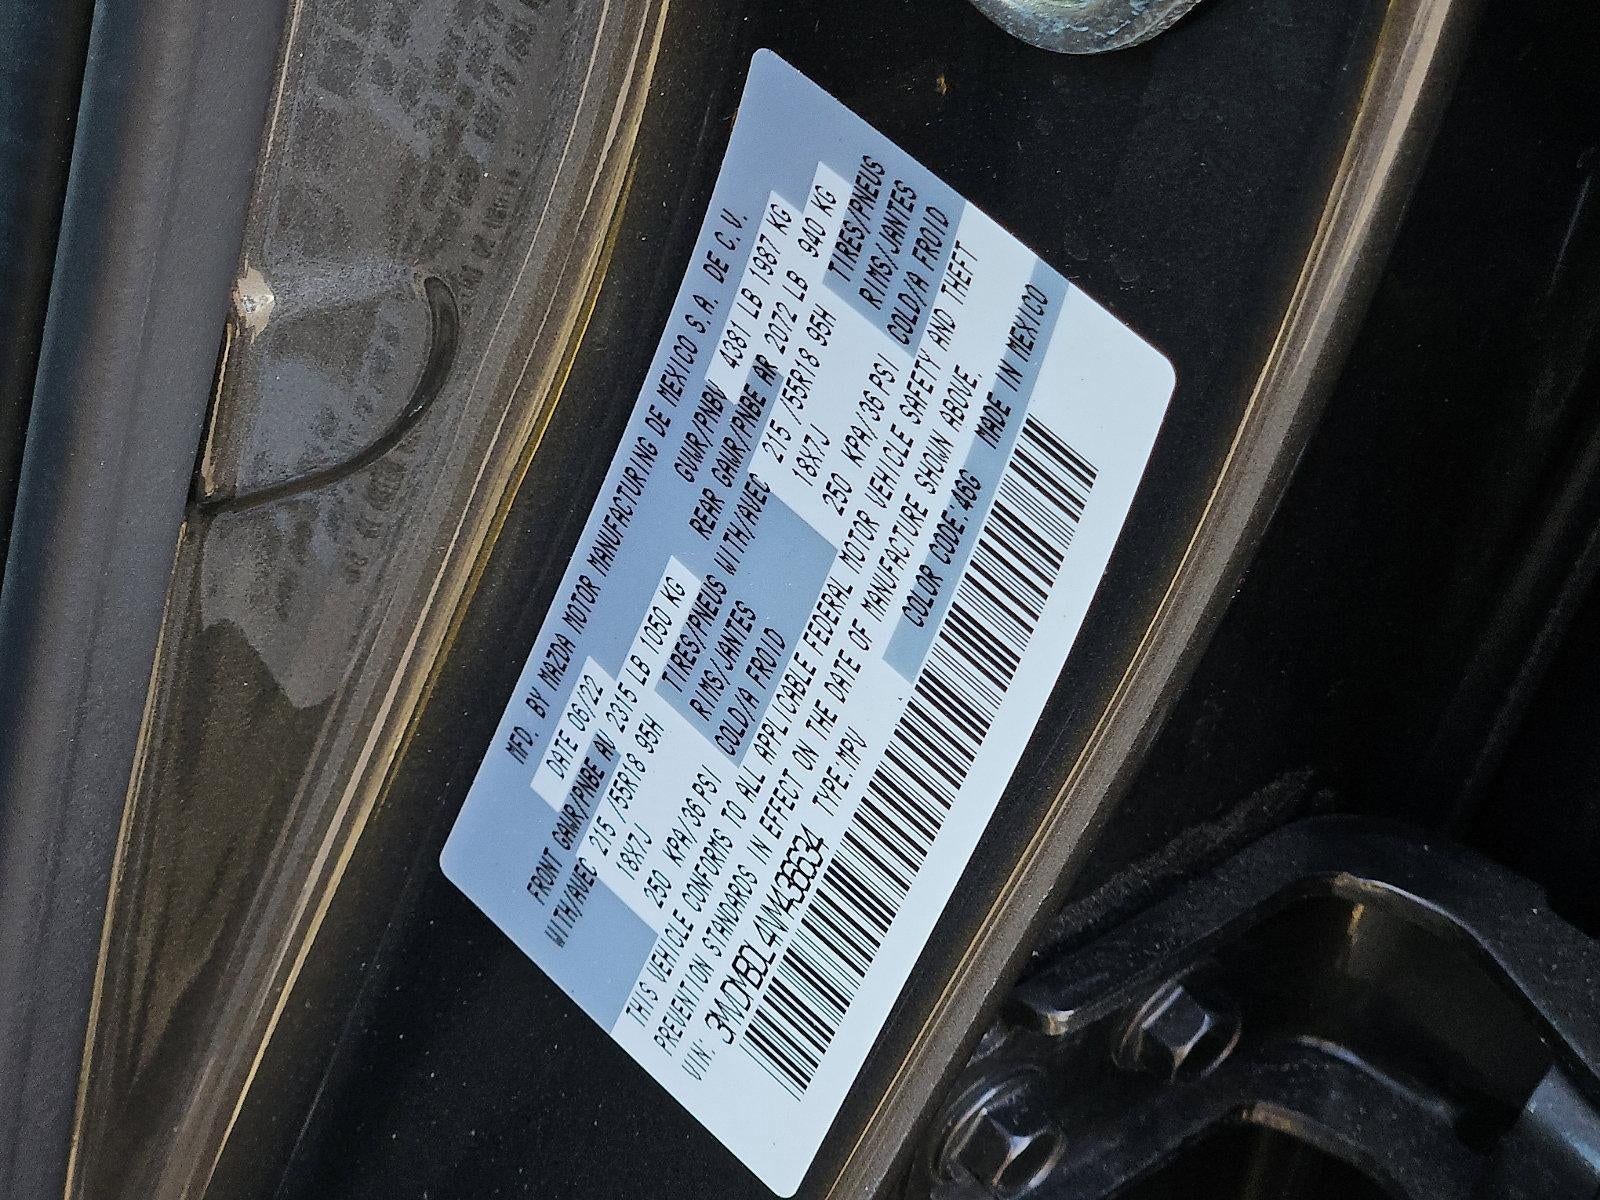 MFD. BY MAZDA MOTOR MANUFACTURING DE MEXICO S.A. DE C.V.
DATE 06/22 GVWR/PNBV 4381 LB 1987 KG
FRONT GAWR/PNBE AV 2315 LB 1050 KG REAR GAWR/PNBE AR 2072 LB 940 KG
WITH/AVEC 215 /55R18 95H TIRES/PNEUS WITH/AVEC 215 /55R18 95H TIRES/PNEUS
18X7J RIMS/JANTES 18X7J RIMS/JANTES
250 KPA/36 PSI COLD/A FROID 250 KPA/36 PSI COLD/A FROID
THIS VEHICLE CONFORMS TO ALL APPLICABLE FEDERAL MOTOR VEHICLE SAFETY AND THEFT
PREVENTION STANDARDS IN EFFECT ON THE DATE OF MANUFACTURE SHOWN ABOVE.
VIN: 3MVDMBDL4NM436634 TYPE:MPV COLOR CODE:46G MADE IN MEXICO